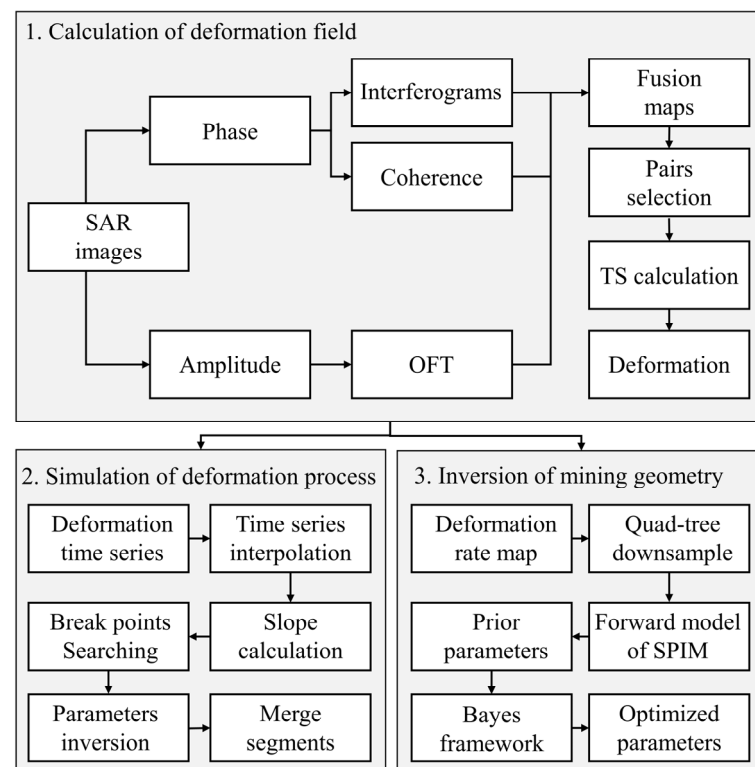 1. Calculation of deformation field
Interferograms
Fusion
maps
Phase
Coherence
Pairs
selection
SAR
images
TS calculation
Amplitude
OFT
Deformation
2. Simulation of deformation process
Deformation
time series
Time series
interpolation
Break points
Searching
Slope
calculation
Parameters
inversion
Merge
segments
3. Inversion of mining geometry
Deformation
rate map
Quad-tree
downsample
Prior
parameters
Forward model
of SPIM
Bayes
framework
Optimized
parameters